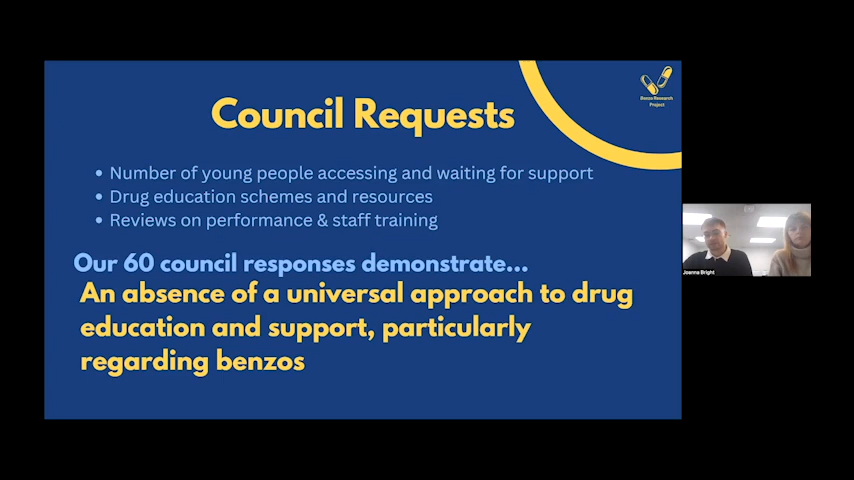 Council Requests
Benzo Research
Project
• Number of young people accessing and waiting for support
• Drug education schemes and resources
• Reviews on performance & staff training
Our 60 council responses demonstrate...
An absence of a universal approach to drug
education and support, particularly
regarding benzos
Joanna Bright